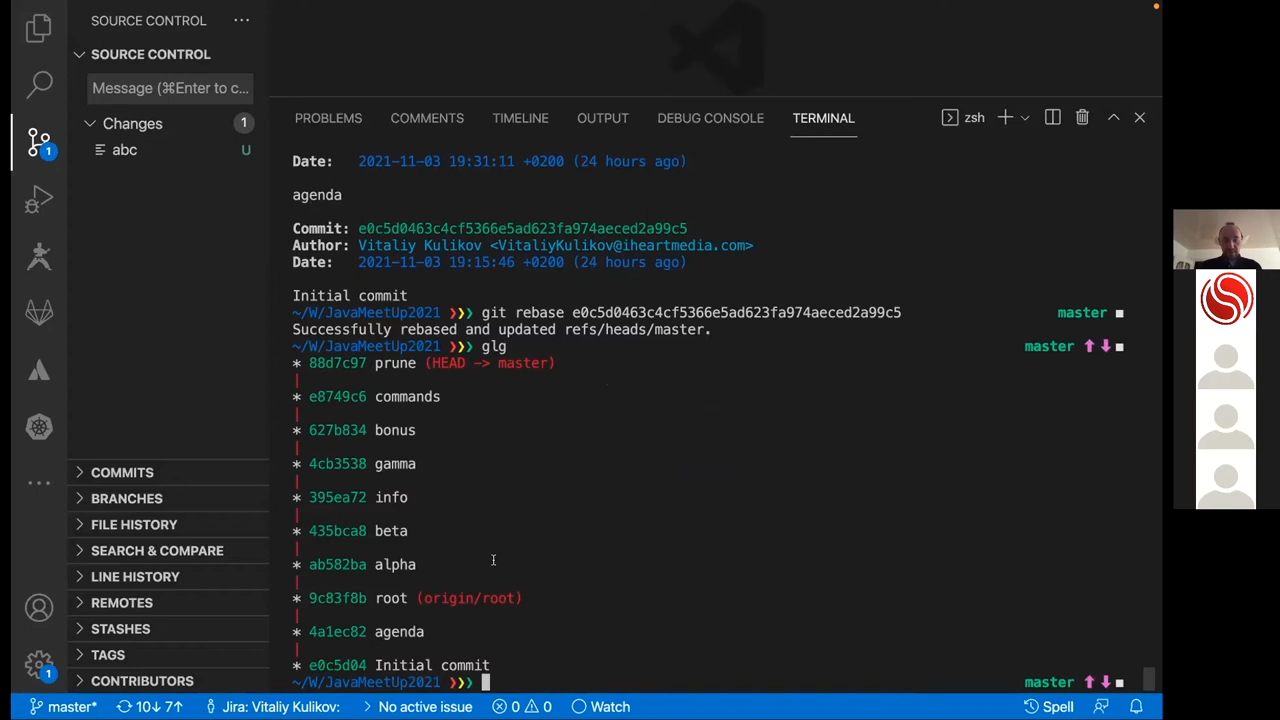 SOURCE CONTROL ...
SOURCE CONTROL
Message (⌘Enter to c...
Changes 1
abc U
1
COMMITS
BRANCHES
FILE HISTORY
SEARCH & COMPARE
LINE HISTORY
REMOTES
STASHES
TAGS
CONTRIBUTORS
1
PROBLEMS COMMENTS TIMELINE OUTPUT DEBUG CONSOLE TERMINAL zsh
Date: 2021-11-03 19:31:11 +0200 (24 hours ago)
agenda
Commit: e0c5d0463c4cf5366e5ad623fa974aeced2a99c5
Author: Vitaliy Kulikov <VitaliyKulikov@iheartmedia.com>
Date: 2021-11-03 19:15:46 +0200 (24 hours ago)
Initial commit
~/W/JavaMeetUp2021 ❯❯❯ git rebase e0c5d0463c4cf5366e5ad623fa974aeced2a99c5 master ■
Successfully rebased and updated refs/heads/master.
~/W/JavaMeetUp2021 ❯❯❯ glg master ⬆⬇■
* 88d7c97 prune (HEAD -> master)
|
* e8749c6 commands
|
* 627b834 bonus
|
* 4cb3538 gamma
|
* 395ea72 info
|
* 435bca8 beta
|
* ab582ba alpha
|
* 9c83f8b root (origin/root)
|
* 4a1ec82 agenda
|
* e0c5d04 Initial commit
~/W/JavaMeetUp2021 ❯❯❯ master ⬆⬇■
master* 10↓ 7↑ Jira: Vitaliy Kulikov: No active issue 0 0 Watch Spell